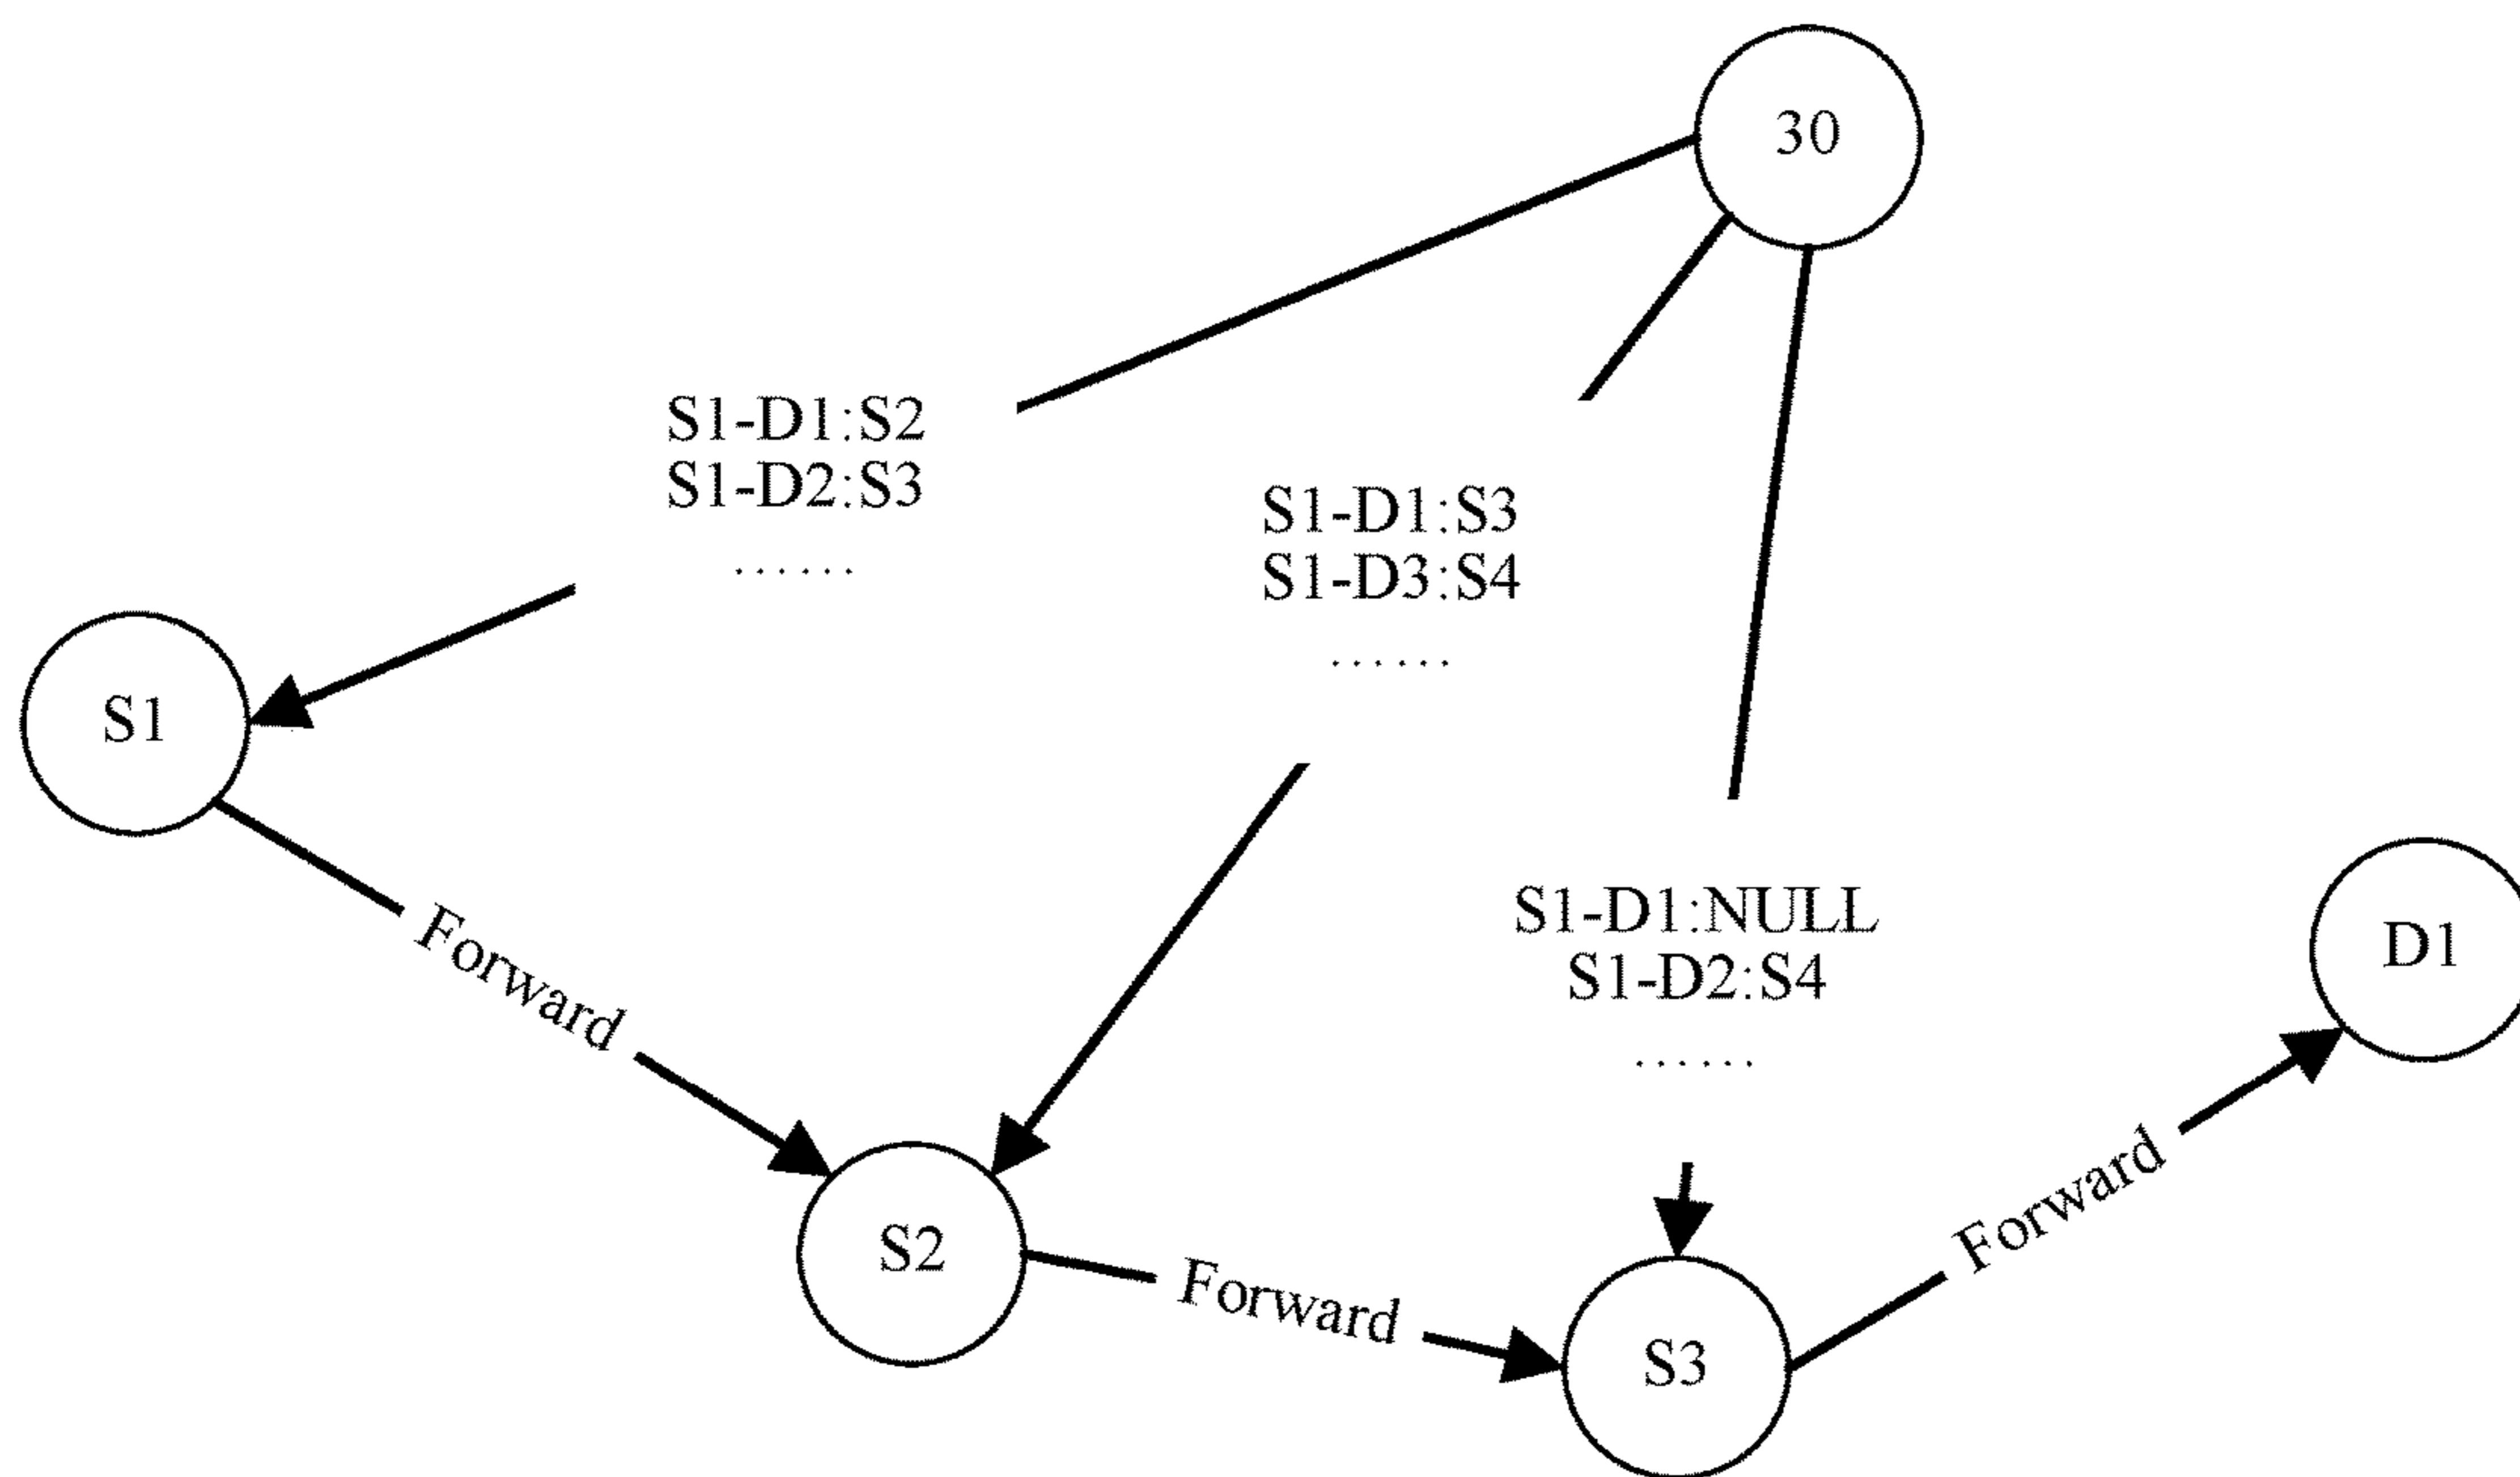 30
S1-D1:S2
S1-D2:S3
......
S1-D1:S3
S1-D3:S4
......
S1
S1-D1:NULL
S1-D2:S4
......
D1
Forward
Forward
S2
Forward
S3